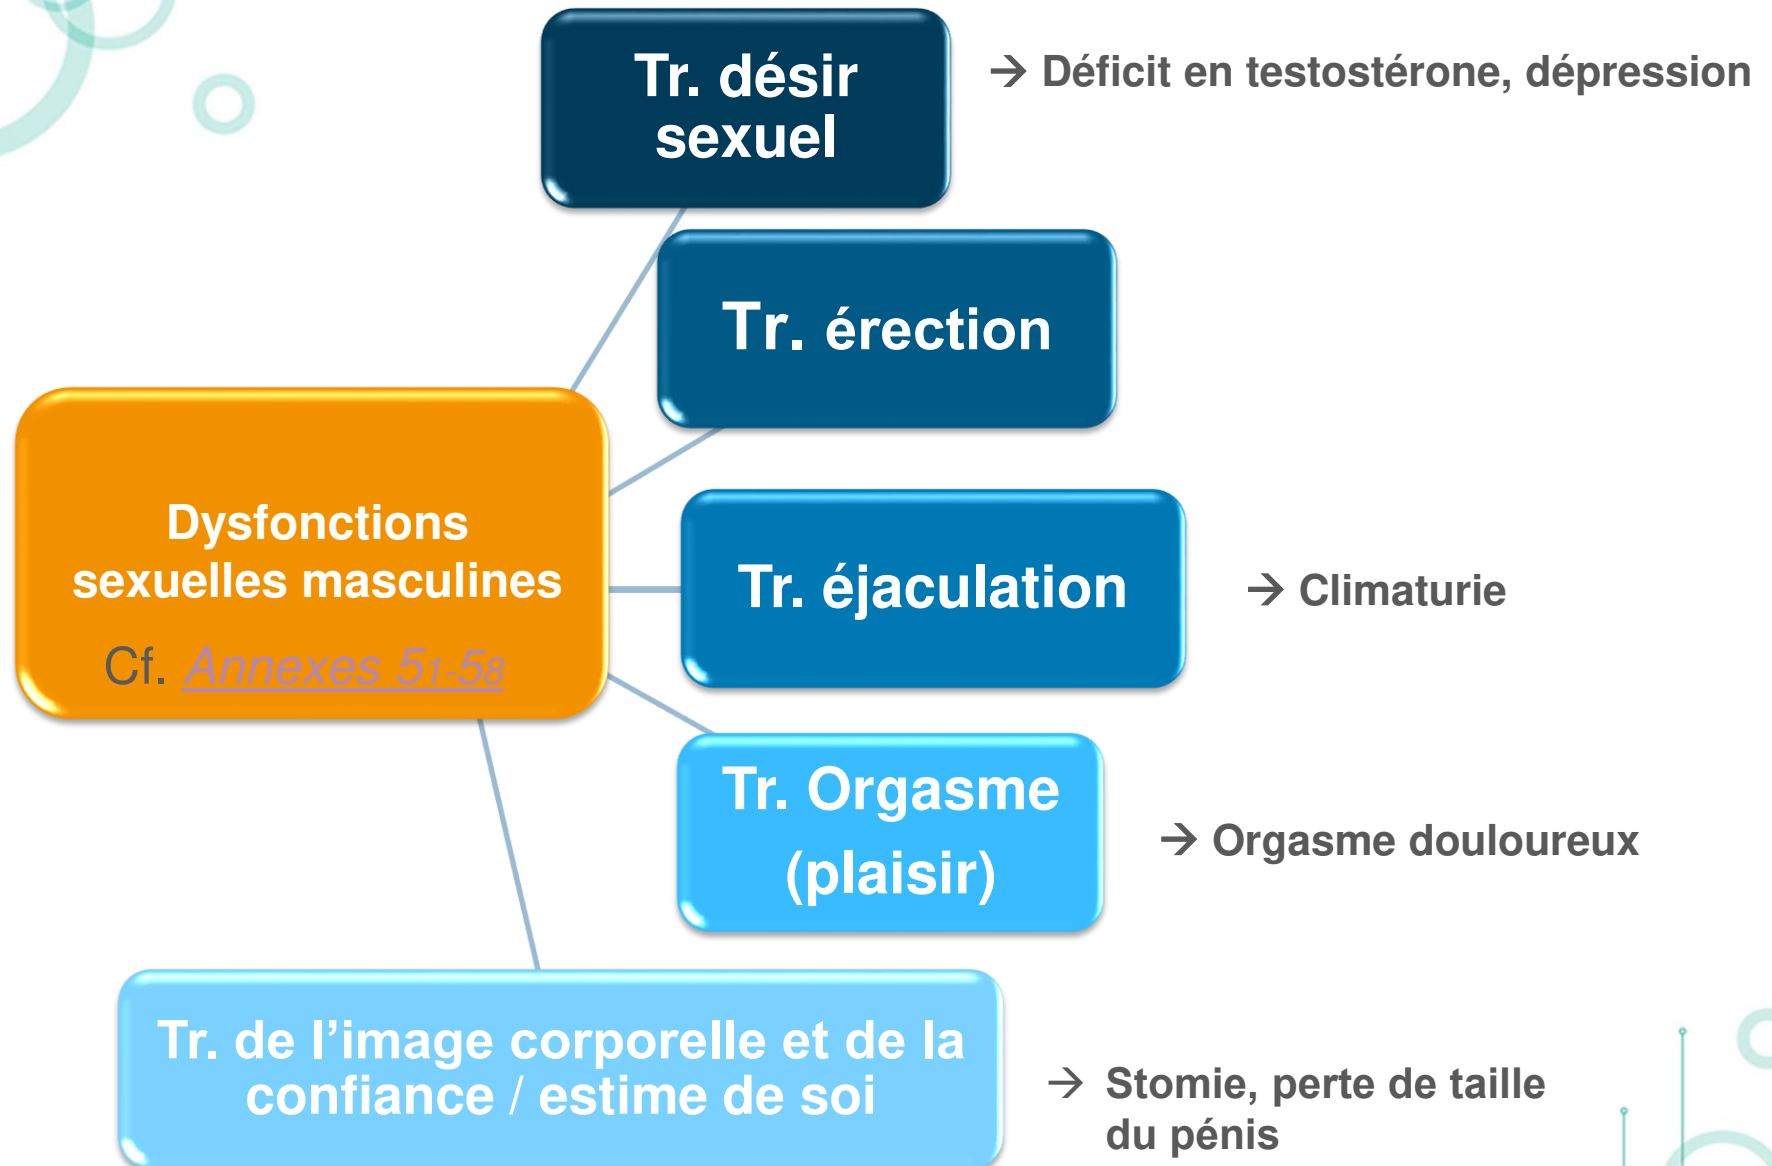 Tr. désir
sexuel
→ Déficit en testostérone, dépression
Tr. érection
Dysfonctions
sexuelles masculines
Cf. Annexes 51-58
Tr. éjaculation
→ Climaturie
Tr. Orgasme
(plaisir)
→ Orgasme douloureux
Tr. de l’image corporelle et de la
confiance / estime de soi
→ Stomie, perte de taille
du pénis